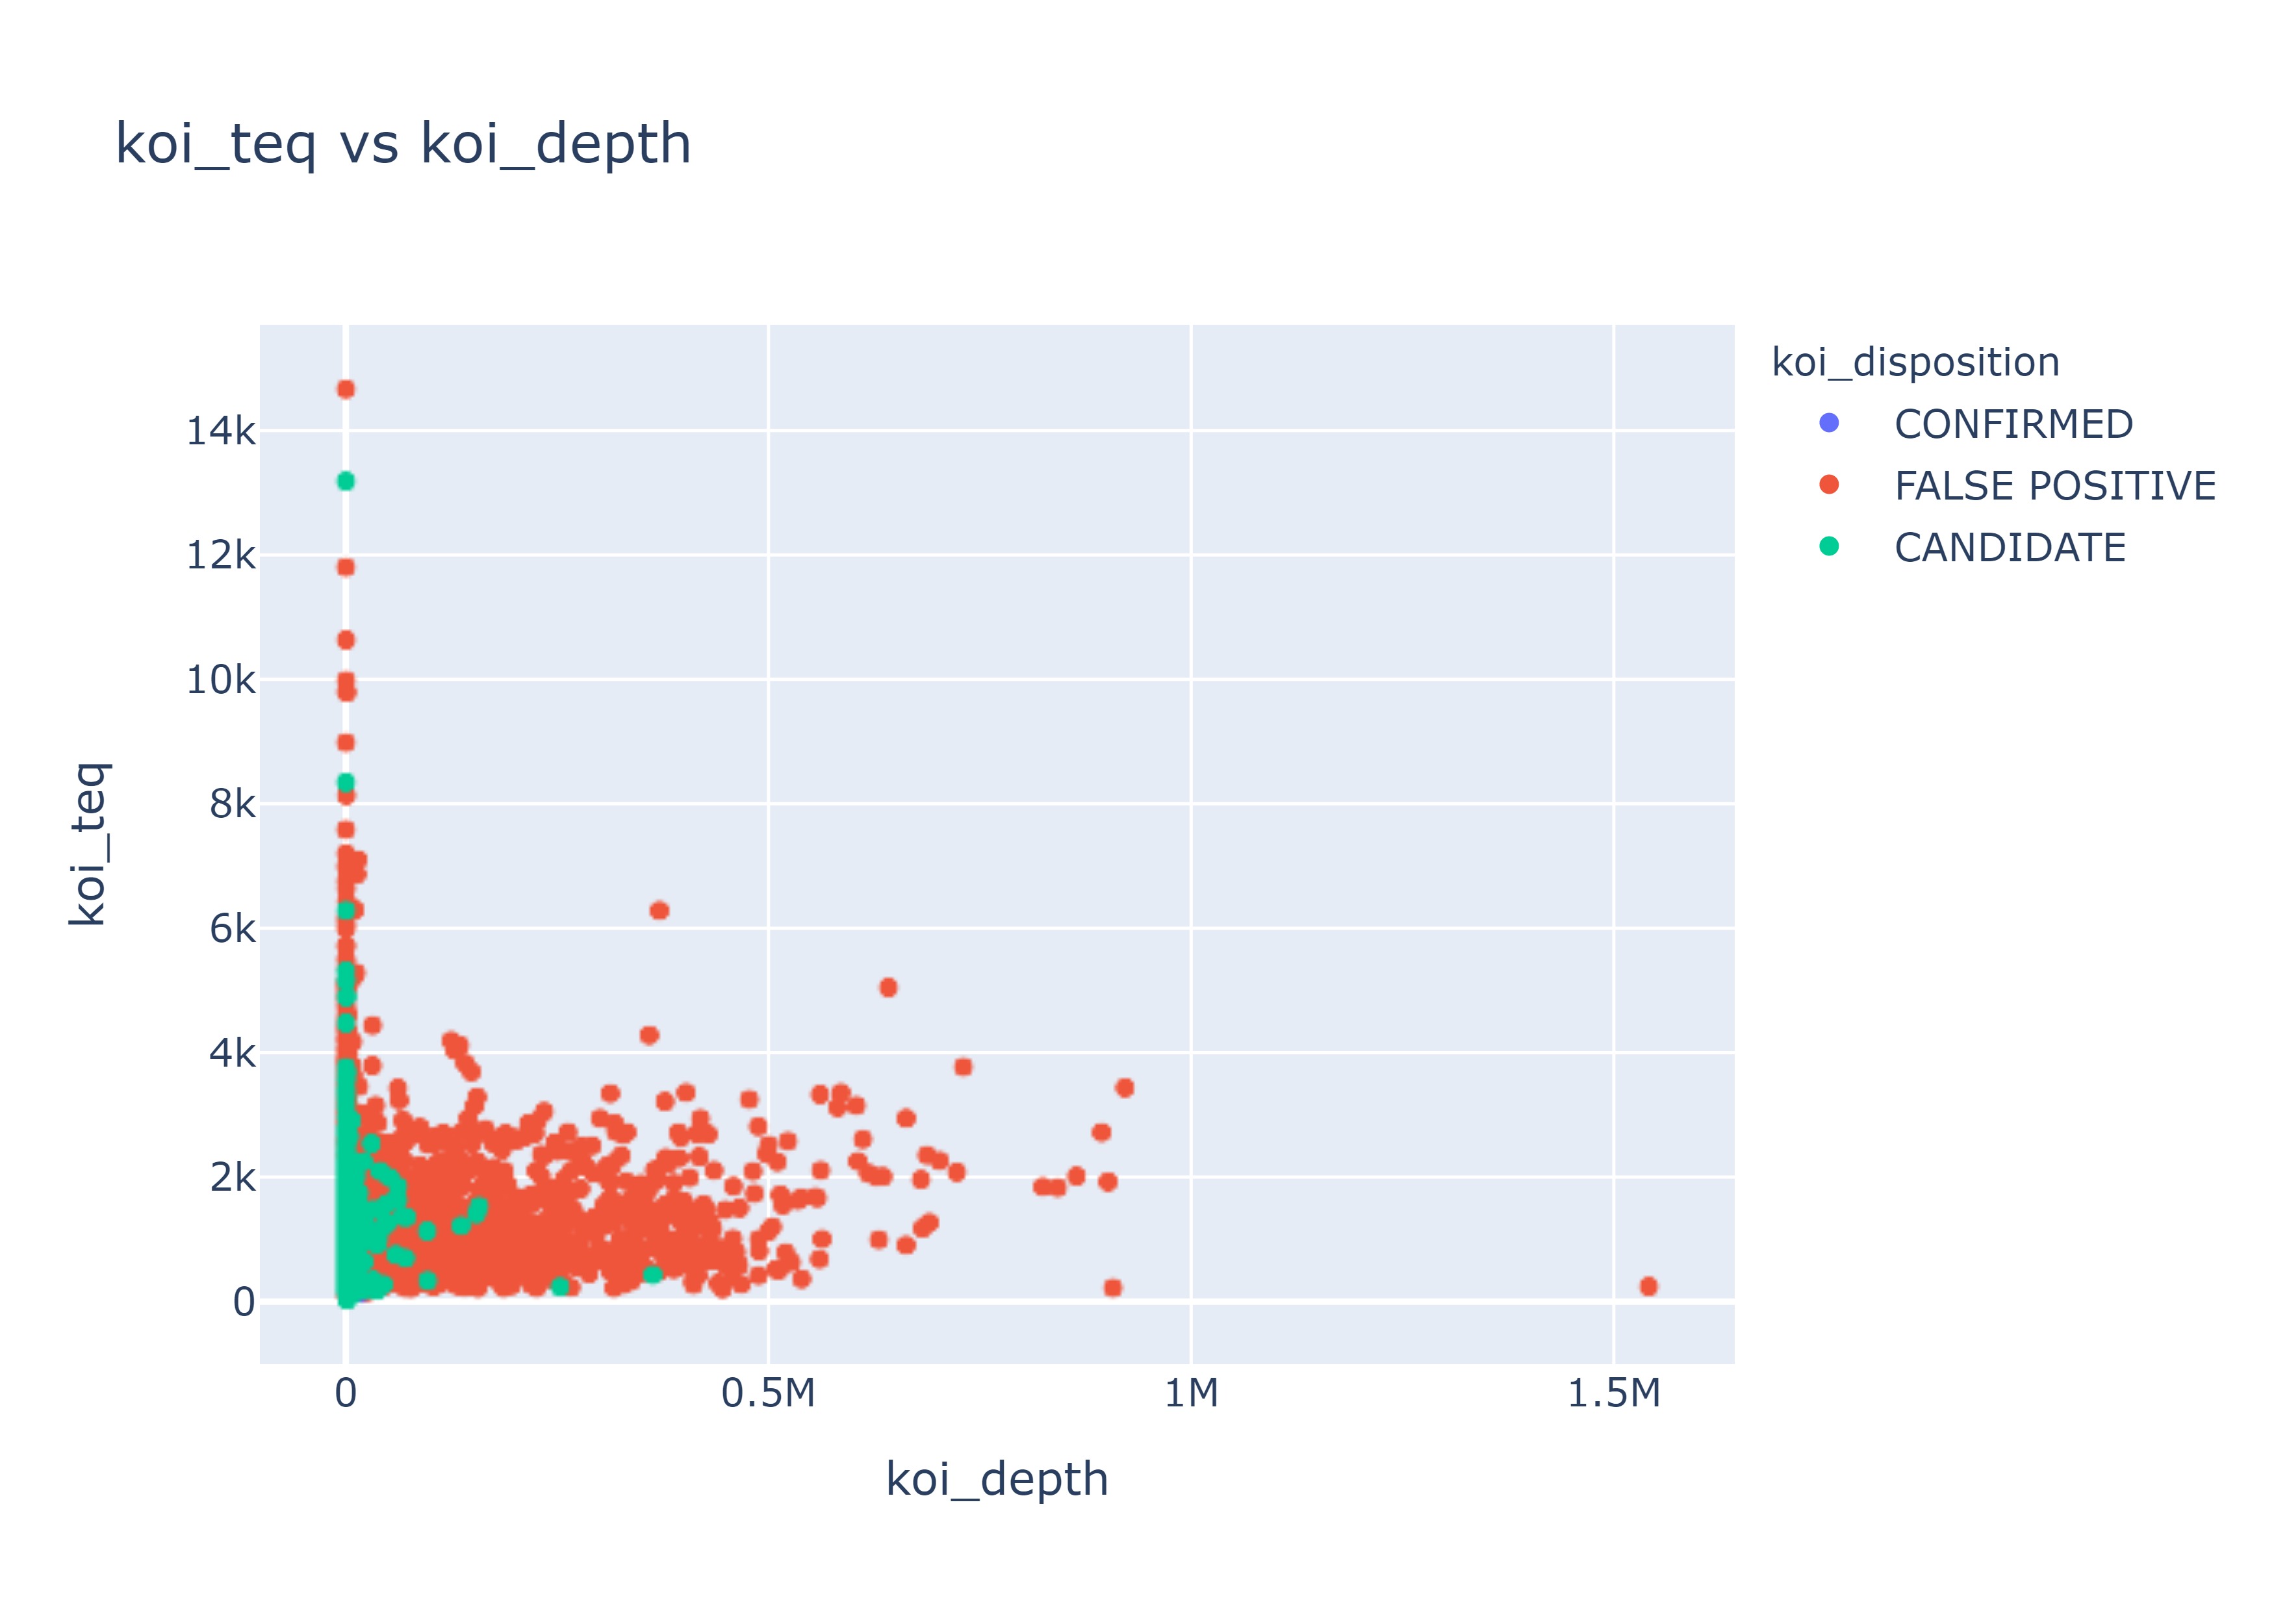 koi_teq vs koi_depth
koi_disposition
CONFIRMED
FALSE POSITIVE
CANDIDATE
14k
12k
10k
8k
6k
4k
2k
0
koi_teq
0
0.5M
1M
1.5M
koi_depth